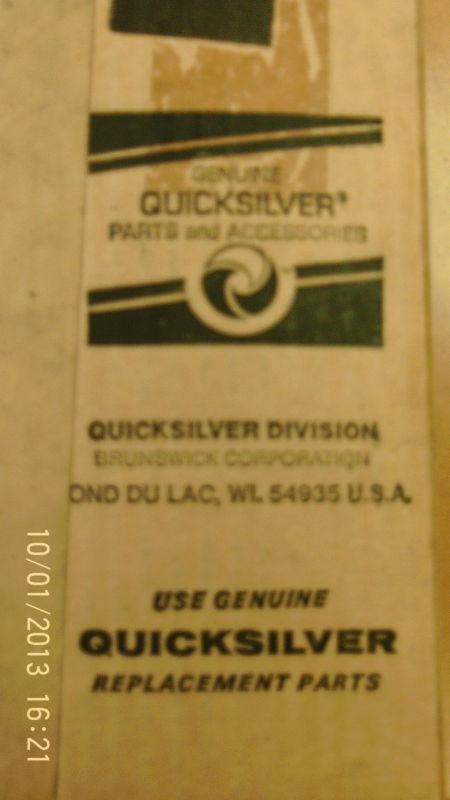 GENUINE
QUICKSILVER®
PARTS and ACCESSORIES
QUICKSILVER DIVISION
BRUNSWICK CORPORATION
OND DU LAC, WI. 54935 U.S.A.
USE GENUINE
QUICKSILVER
REPLACEMENT PARTS
10/01/2013 16:21